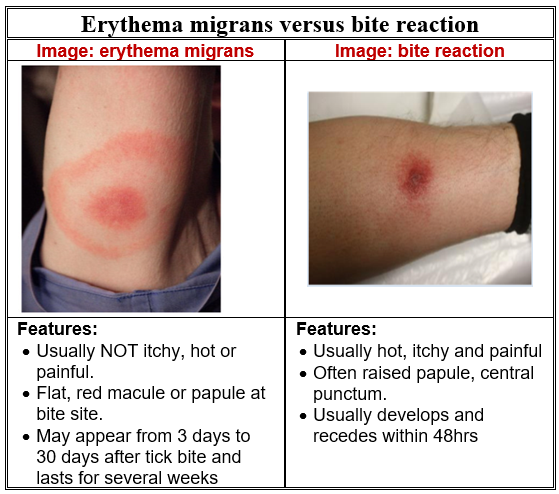 Erythema migrans versus bite reaction
Image: erythema migrans
Image: bite reaction
Features:
• Usually NOT itchy, hot or
painful.
• Flat, red macule or papule at
bite site.
• May appear from 3 days to
30 days after tick bite and
lasts for several weeks
Features:
• Usually hot, itchy and painful
• Often raised papule, central
punctum.
• Usually develops and
recedes within 48hrs